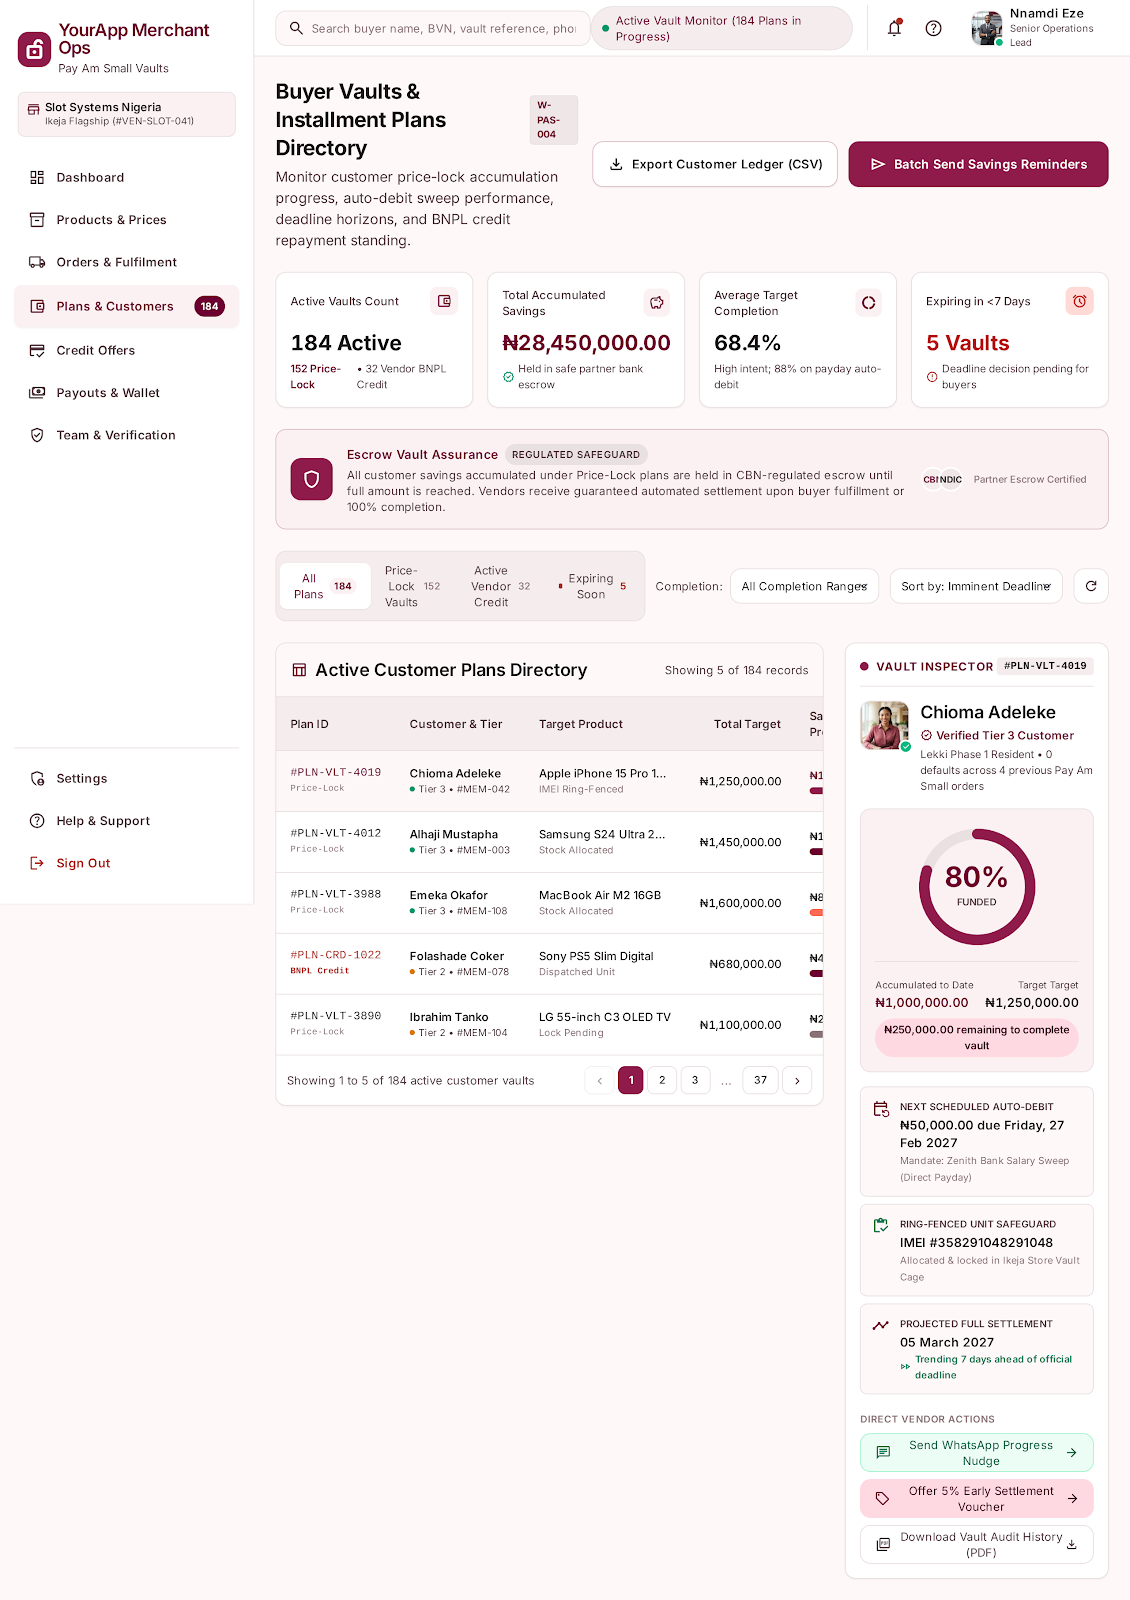 YourApp Merchant
Ops
Pay Am Small Vaults
Slot Systems Nigeria
Ikeja Flagship (#VEN-SLOT-041)
Dashboard
Products & Prices
Orders & Fulfilment
Plans & Customers 184
Credit Offers
Payouts & Wallet
Team & Verification
Settings
Help & Support
Sign Out
Search buyer name, BVN, vault reference, pho
Active Vault Monitor (184 Plans in
Progress)
Nnamdi Eze
Senior Operations
Lead
Buyer Vaults &
Installment Plans
Directory
W-
PAS-
004
Monitor customer price-lock accumulation
progress, auto-debit sweep performance,
deadline horizons, and BNPL credit
repayment standing.
Export Customer Ledger (CSV)
Batch Send Savings Reminders
Active Vaults Count
184 Active
152 Price-
Lock
• 32 Vendor BNPL
Credit
Total Accumulated
Savings
₦28,450,000.00
Held in safe partner bank
escrow
Average Target
Completion
68.4%
High intent; 88% on payday auto-
debit
Expiring in <7 Days
5 Vaults
Deadline decision pending for
buyers
Escrow Vault Assurance REGULATED SAFEGUARD
All customer savings accumulated under Price-Lock plans are held in CBN-regulated escrow until
full amount is reached. Vendors receive guaranteed automated settlement upon buyer fulfillment or
100% completion.
NDIC
Partner Escrow Certified
All
Plans
184
Price-
Lock
Vaults
152
Active
Vendor
Credit
32
Expiring
Soon
5
Completion:
All Completion Ranges
Sort by: Imminent Deadline
Active Customer Plans Directory
Showing 5 of 184 records
Plan ID Customer & Tier Target Product Total Target Sa
Pr
#PLN-VLT-4019 Chioma Adeleke Apple iPhone 15 Pro 1... ₦1,250,000.00 ₦1
Price-Lock Tier 3 • #MEM-042 IMEI Ring-Fenced
#PLN-VLT-4012 Alhaji Mustapha Samsung S24 Ultra 2... ₦1,450,000.00 ₦1
Price-Lock Tier 3 • #MEM-003 Stock Allocated
#PLN-VLT-3988 Emeka Okafor MacBook Air M2 16GB ₦1,600,000.00 ₦8
Price-Lock Tier 3 • #MEM-108 Stock Allocated
#PLN-CRD-1022 Folashade Coker Sony PS5 Slim Digital ₦680,000.00 ₦4
BNPL Credit Tier 2 • #MEM-078 Dispatched Unit
#PLN-VLT-3890 Ibrahim Tanko LG 55-inch C3 OLED TV ₦1,100,000.00 ₦2
Price-Lock Tier 2 • #MEM-104 Lock Pending
Showing 1 to 5 of 184 active customer vaults
‹ 1 2 3 ... 37 ›
VAULT INSPECTOR #PLN-VLT-4019
Chioma Adeleke
Verified Tier 3 Customer
Lekki Phase 1 Resident • 0
defaults across 4 previous Pay Am
Small orders
80%
FUNDED
Accumulated to Date Target Target
₦1,000,000.00 ₦1,250,000.00
₦250,000.00 remaining to complete
vault
NEXT SCHEDULED AUTO-DEBIT
₦50,000.00 due Friday, 27
Feb 2027
Mandate: Zenith Bank Salary Sweep
(Direct Payday)
RING-FENCED UNIT SAFEGUARD
IMEI #358291048291048
Allocated & locked in Ikeja Store Vault
Cage
PROJECTED FULL SETTLEMENT
05 March 2027
Trending 7 days ahead of official
deadline
DIRECT VENDOR ACTIONS
Send WhatsApp Progress
Nudge
Offer 5% Early Settlement
Voucher
Download Vault Audit History
(PDF)